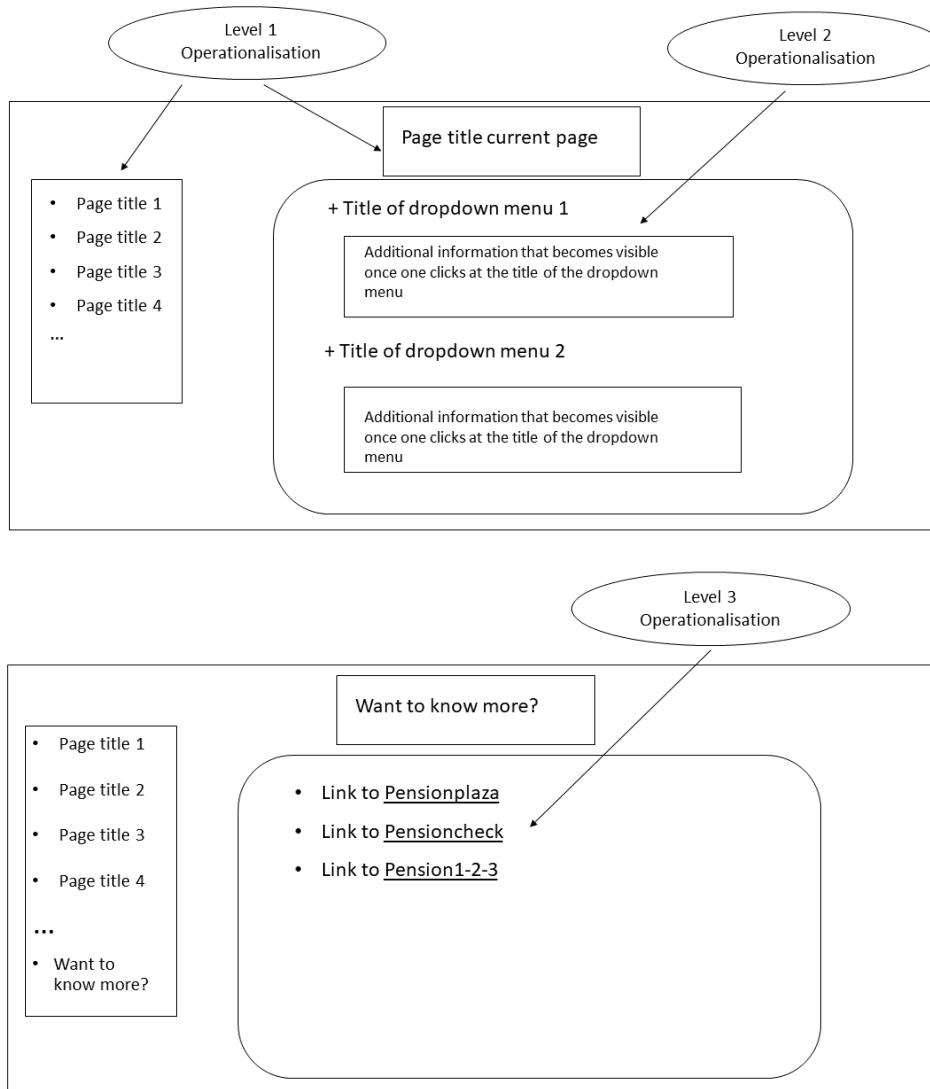 Level 1
Operationalisation
Level 2
Operationalisation
Page title current page
• Page title 1
• Page title 2
• Page title 3
• Page title 4
...
+ Title of dropdown menu 1
Additional information that becomes visible
once one clicks at the title of the dropdown
menu
+ Title of dropdown menu 2
Additional information that becomes visible
once one clicks at the title of the dropdown
menu
Level 3
Operationalisation
Want to know more?
• Page title 1
• Page title 2
• Page title 3
• Page title 4
...
• Want to
know more?
• Link to Pensionplaza
• Link to Pensioncheck
• Link to Pension1-2-3